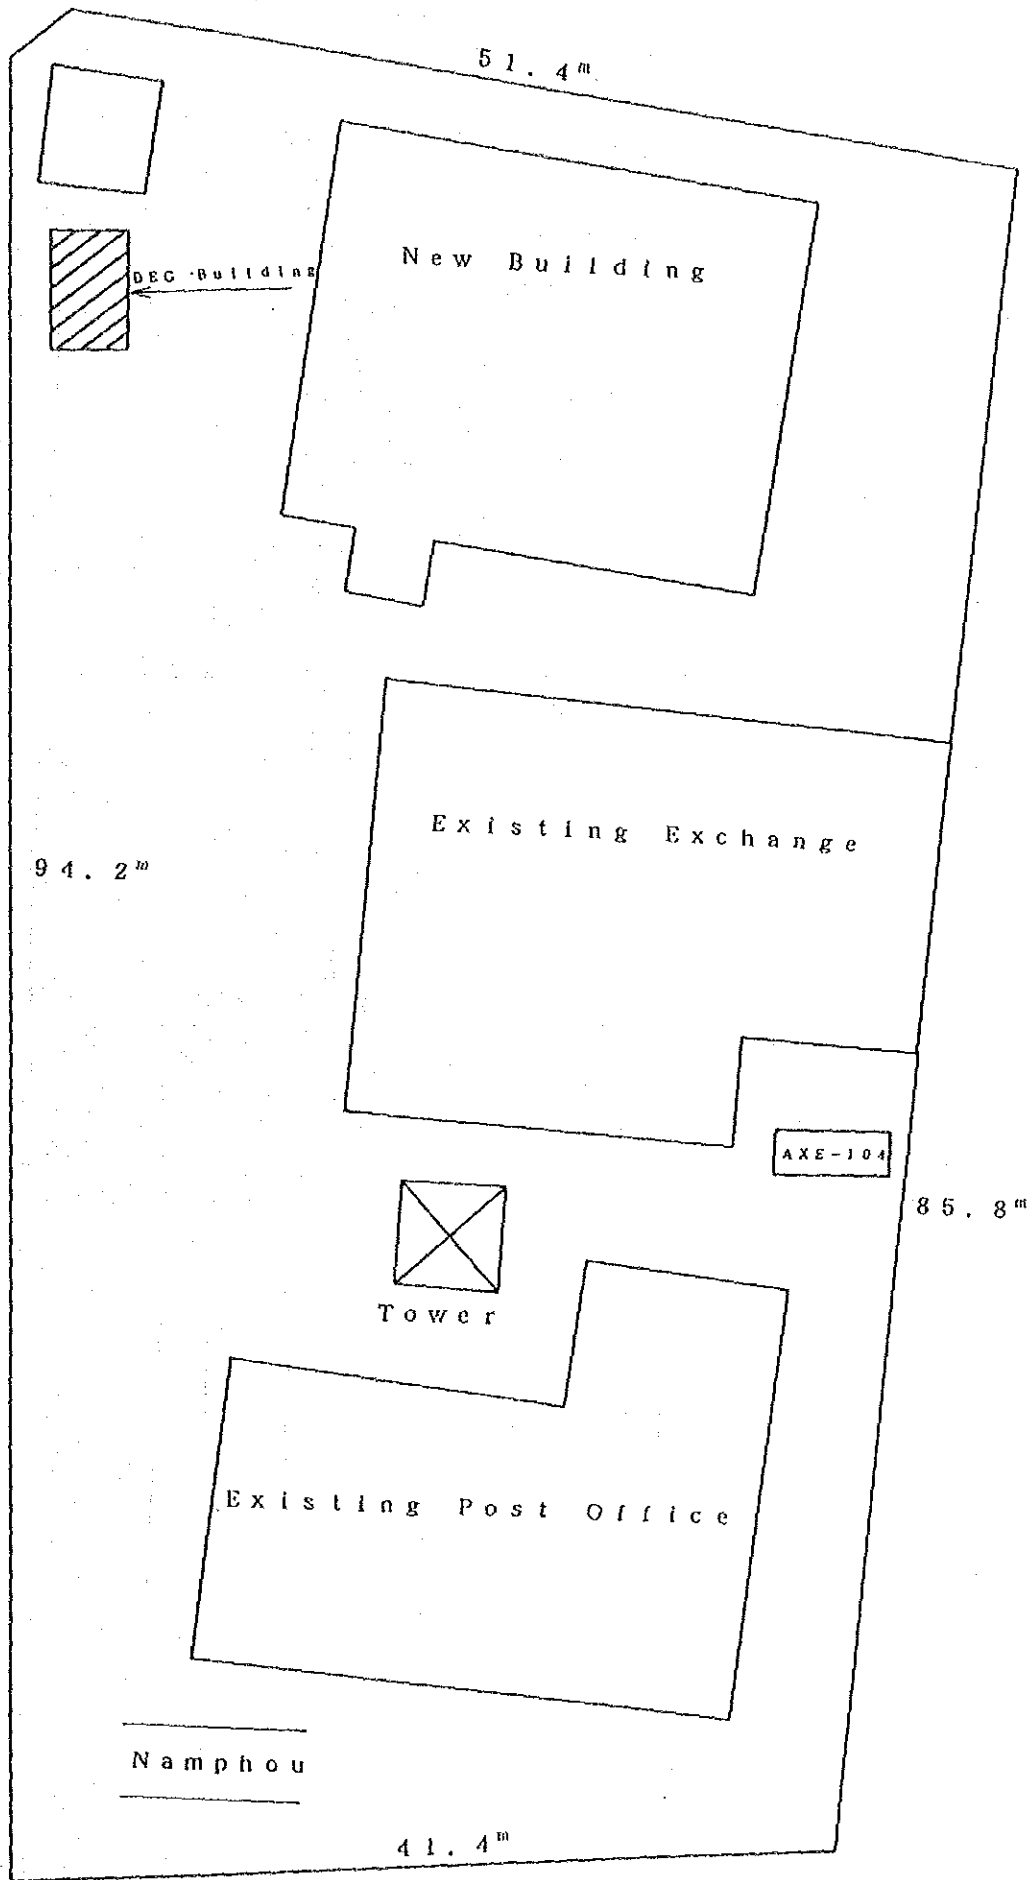 51.4m
New Building
DEG Building
Existing Exchange
94.2m
AXE-104
85.8m
Tower
Existing Post Office
Namphou
41.4m